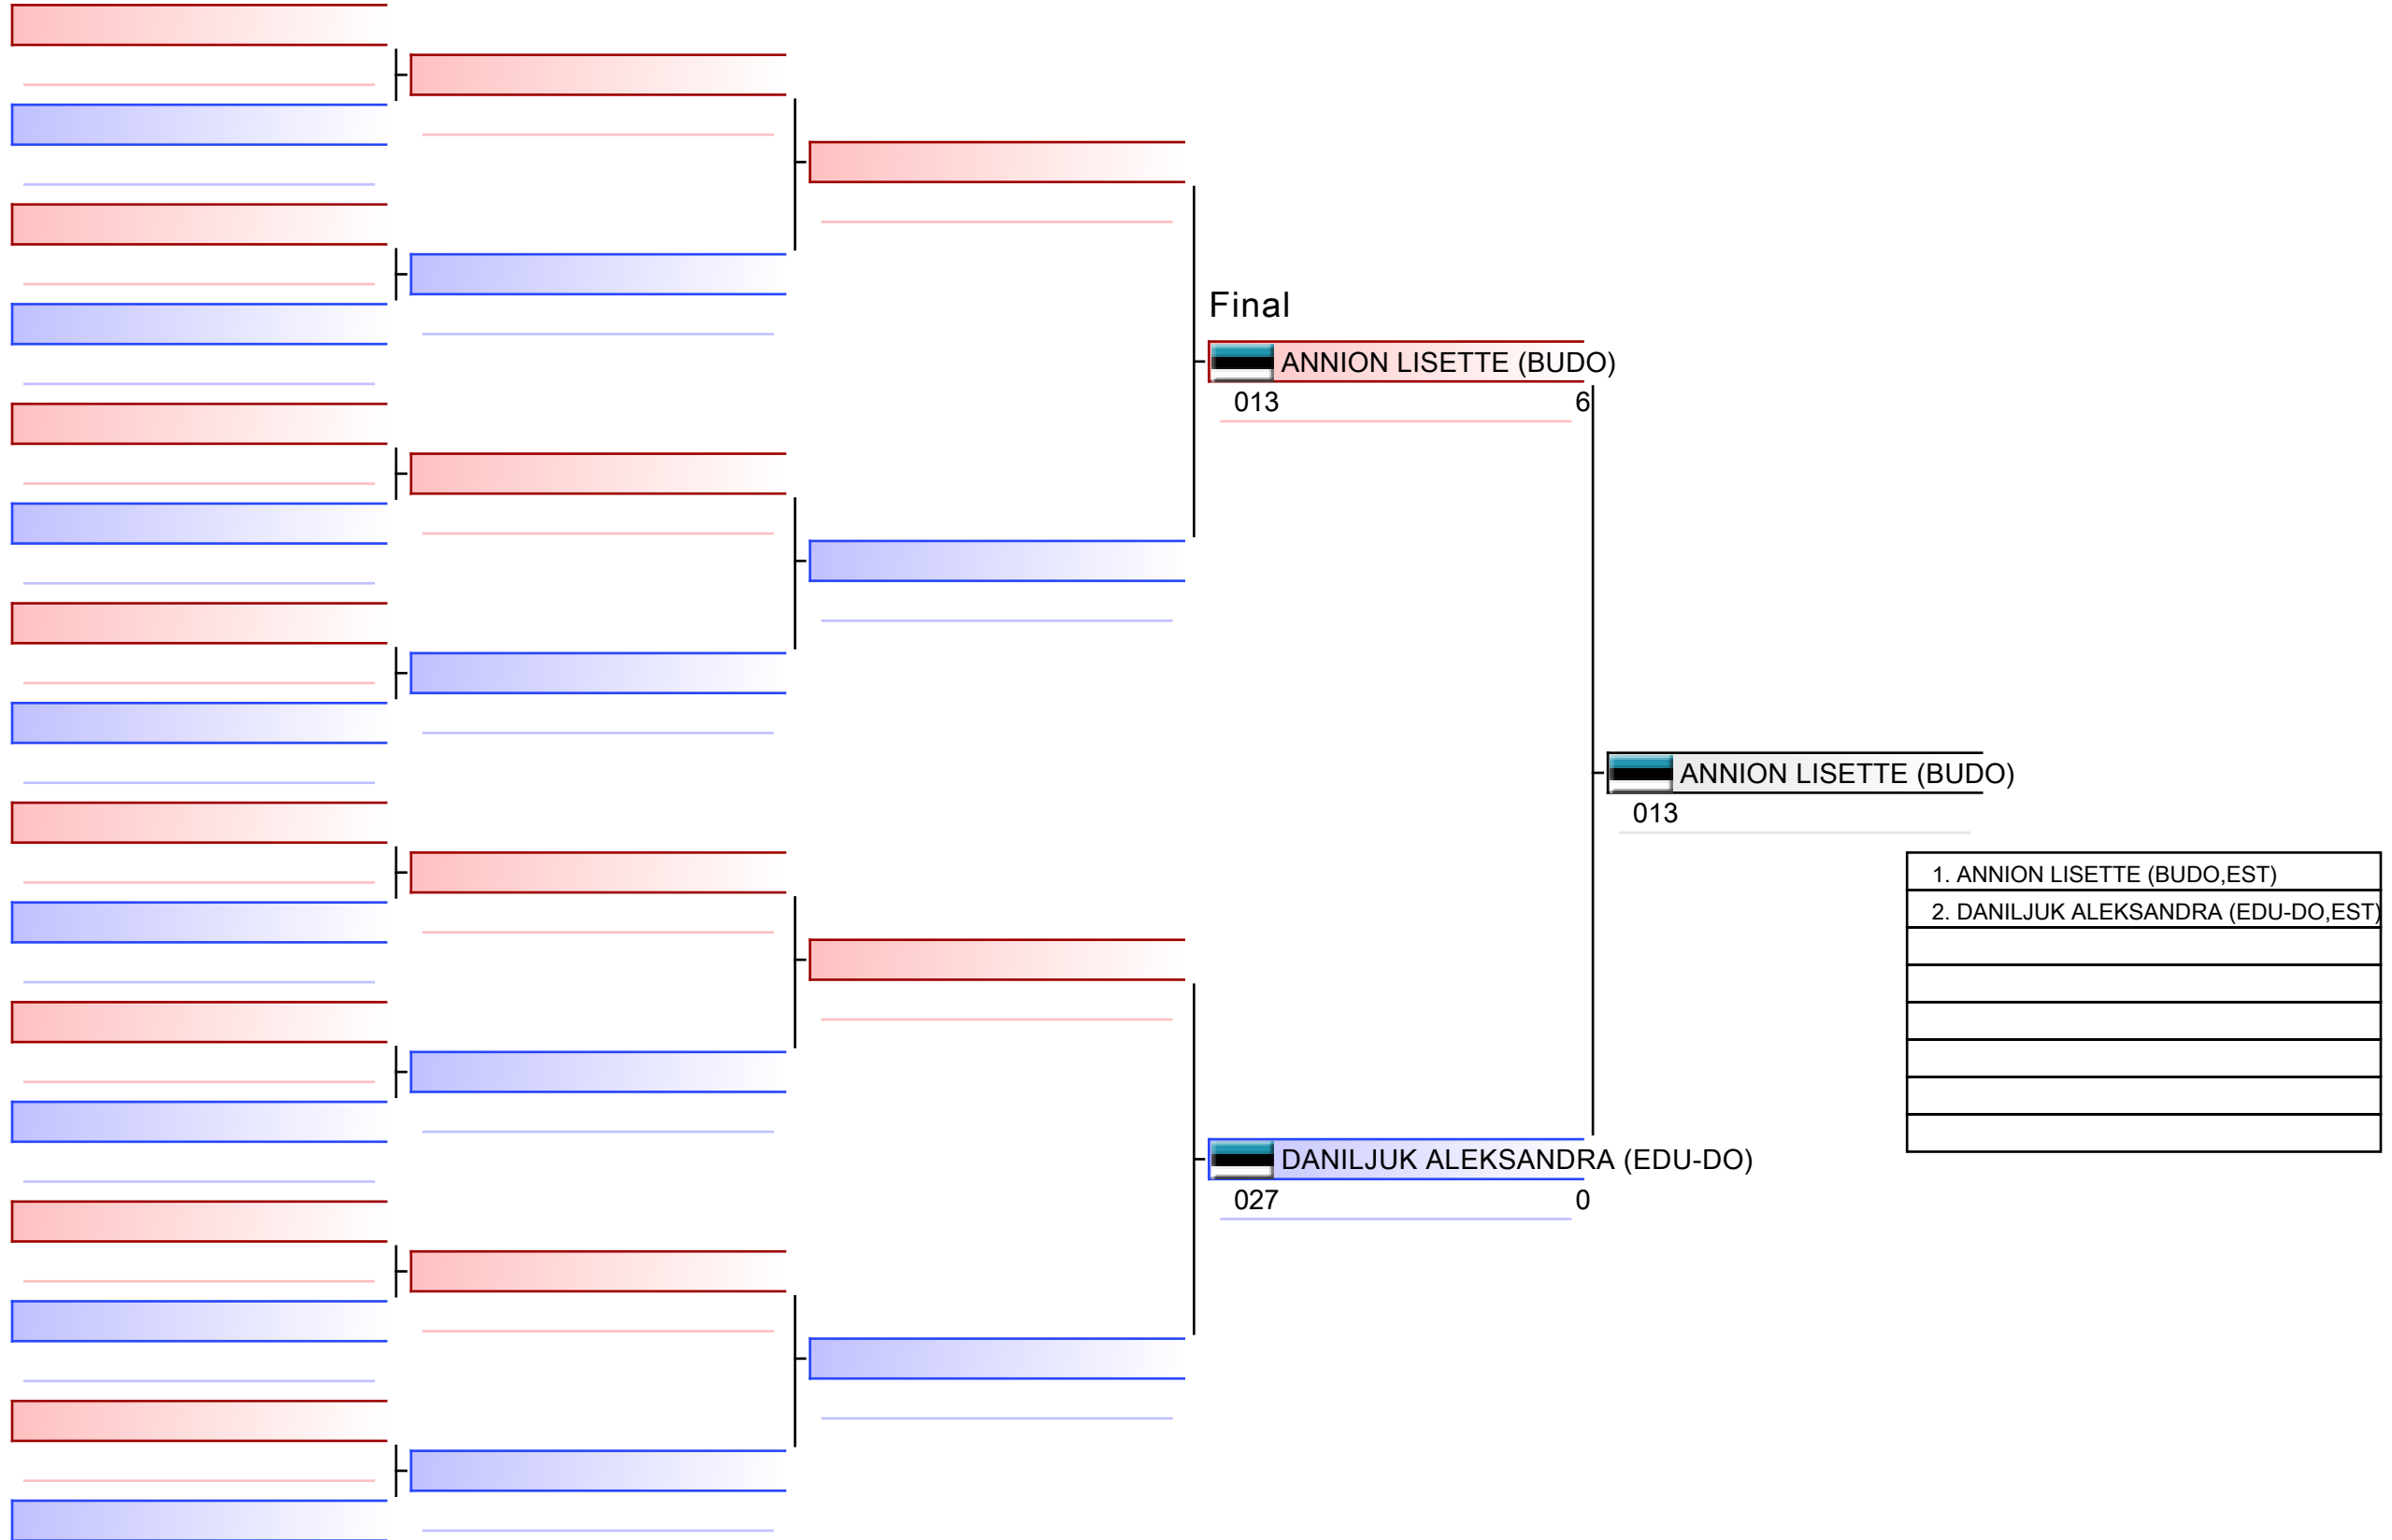 Final
ANNION LISETTE (BUDO)
013 6
ANNION LISETTE (BUDO)
013
1. ANNION LISETTE (BUDO,EST)
2. DANILJUK ALEKSANDRA (EDU-DO,EST)
DANILJUK ALEKSANDRA (EDU-DO)
027 0